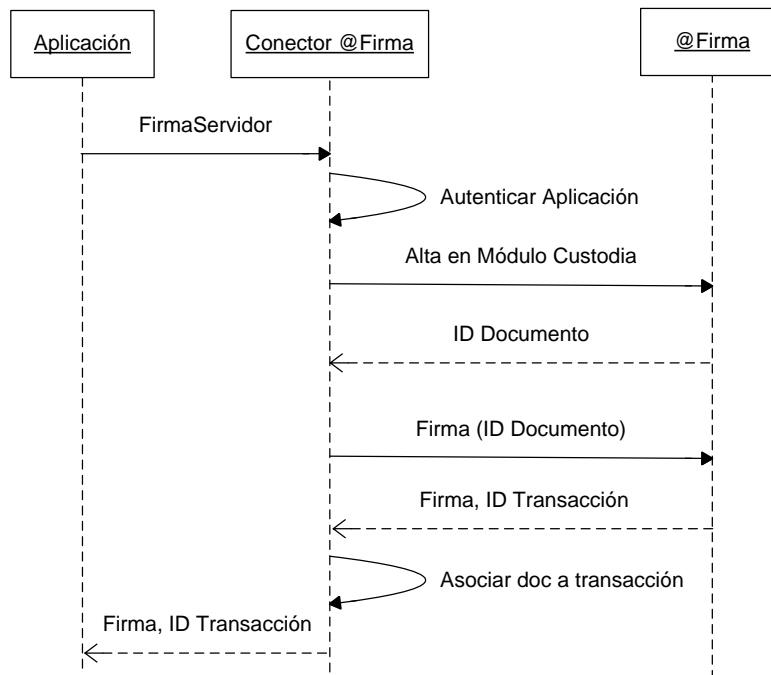 Aplicación
Conector @Firma
@Firma
FirmaServidor
Autenticar Aplicación
Alta en Módulo Custodia
ID Documento
Firma (ID Documento)
Firma, ID Transacción
Asociar doc a transacción
Firma, ID Transacción